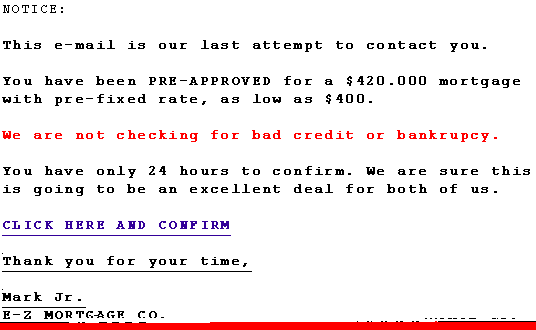 NOTICE:
This e-mail is our last attempt to contact you.
You have been PRE-APPROVED for a $420.000 mortgage
with pre-fixed rate, as low as $400.
We are not checking for bad credit or bankrupcy.
You have only 24 hours to confirm. We are sure this
is going to be an excellent deal for both of us.
CLICK HERE AND CONFIRM
Thank you for your time,
Mark Jr.
E-Z MORTGAGE CO.